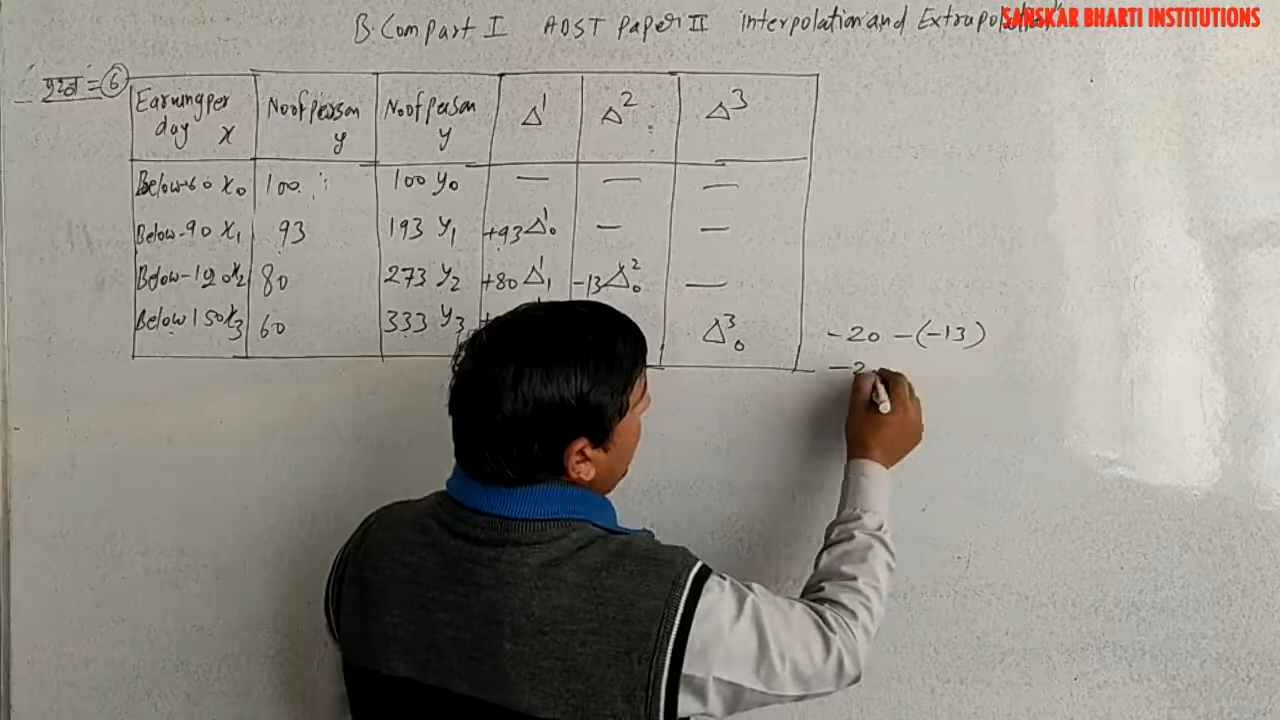 B.Com part I AOST Paper II Interpolation and Extrapolation
SANSKAR BHARTI INSTITUTIONS
प्रश्न = 6
Earning per day x No of person y No of person y Δ1 Δ2 Δ3
Below-60 x0 100 100 y0 — — —
Below-90 x1 93 193 y1 +93 Δ10 — —
Below-120 x2 80 273 y2 +80 Δ11 -13 Δ20 —
Below 150 x3 60 333 y3 Δ30
-20 -(-13)
-2